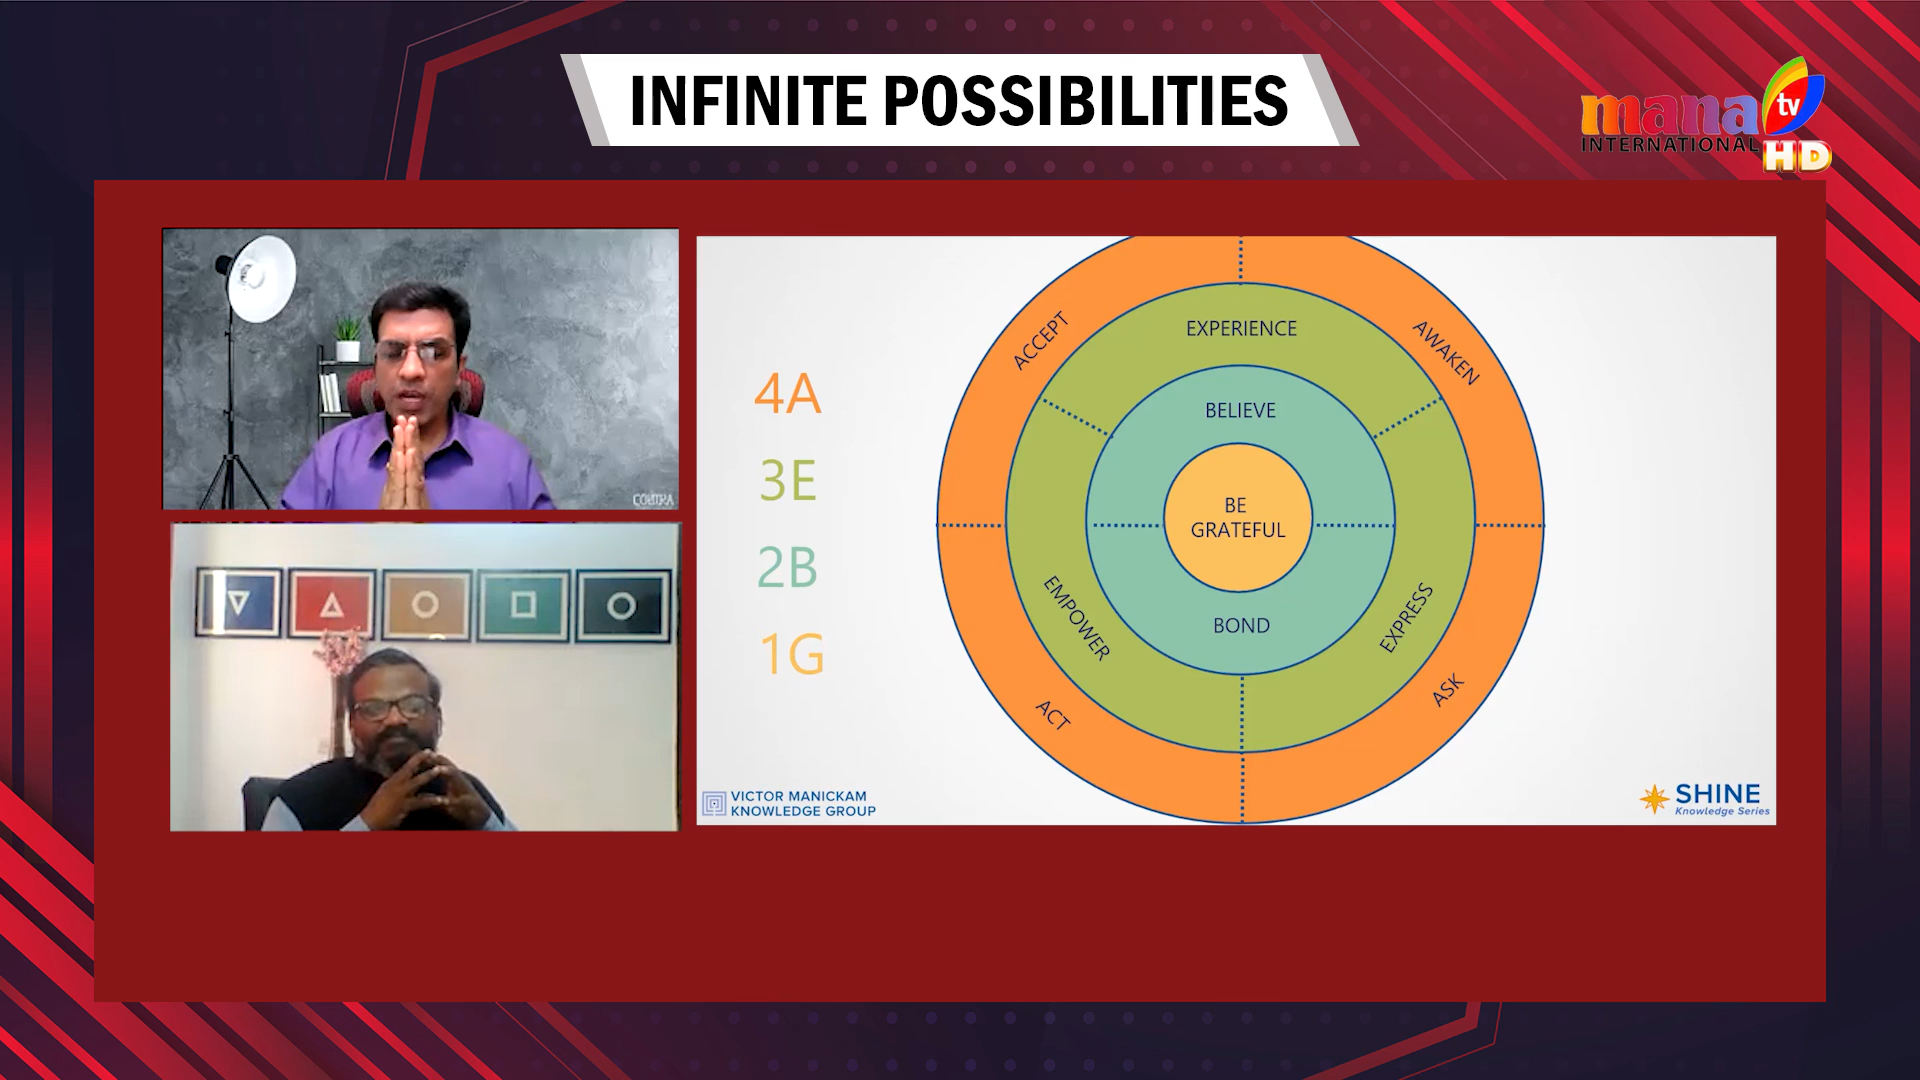 INFINITE POSSIBILITIES
mana
tv
INTERNATIONAL
HD
4A
3E
2B
1G
ACCEPT
AWAKEN
EXPERIENCE
BELIEVE
BE
GRATEFUL
BOND
EMPOWER
EXPRESS
ACT
ASK
VICTOR MANICKAM
KNOWLEDGE GROUP
SHINE
Knowledge Series